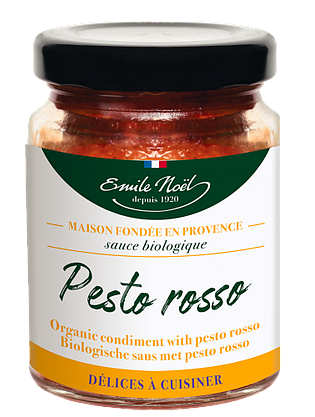 Emile Noël
depuis 1920
MAISON FONDÉE EN PROVENCE
sauce biologique
Pesto rosso
Organic condiment with pesto rosso
Biologische saus met pesto rosso
DÉLICES À CUISINER